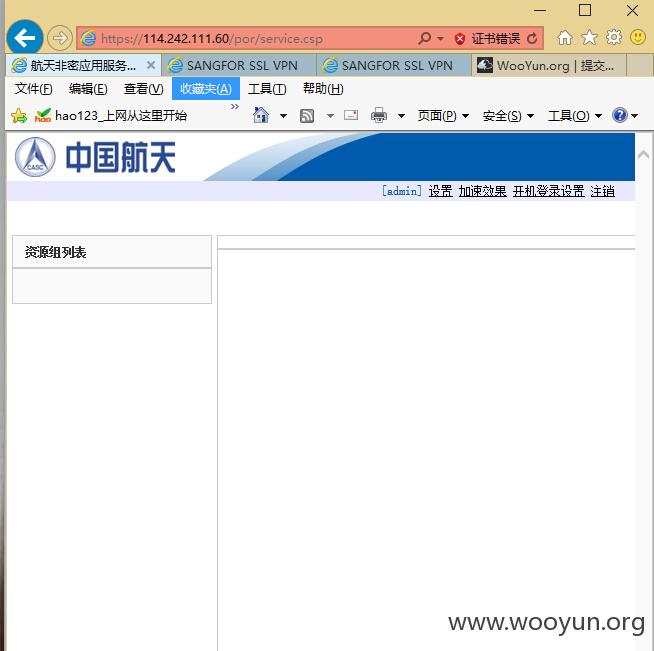 https://114.242.111.60/por/service.csp 证书错误
航天非密应用服务... SANGFOR SSL VPN SANGFOR SSL VPN WooYun.org | 提交...
文件(F) 编辑(E) 查看(V) 收藏夹(A) 工具(T) 帮助(H)
hao123_上网从这里开始 页面(P) 安全(S) 工具(O)
CASC 中国航天
[admin] 设置 加速效果 开机登录设置 注销
资源组列表
www.wooyun.org